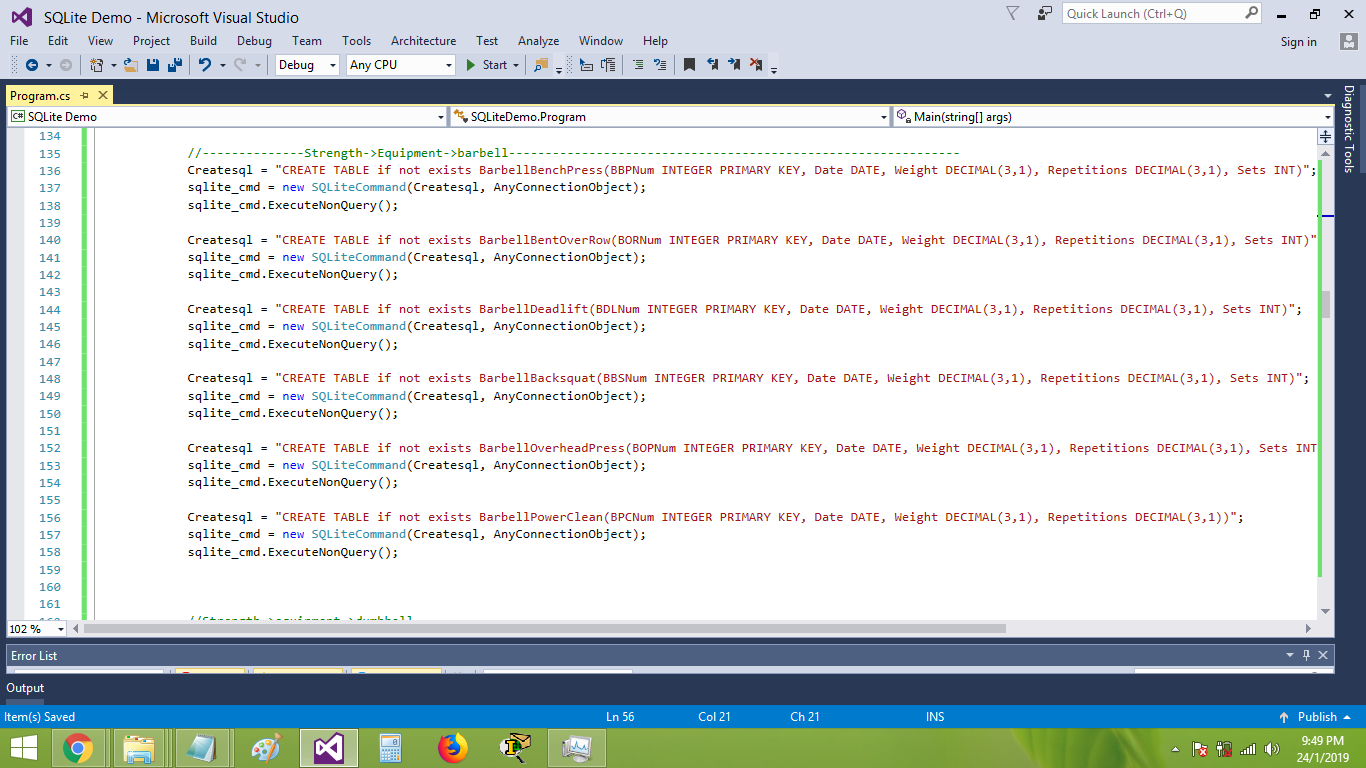 SQLite Demo - Microsoft Visual Studio
Quick Launch (Ctrl+Q)
File Edit View Project Build Debug Team Tools Architecture Test Analyze Window Help
Sign in
Debug Any CPU Start
Program.cs
Diagnostic Tools
C# SQLite Demo SQLiteDemo.Program Main(string[] args)
134
135 //--------------Strength->Equipment->barbell--------------------------------------------------------------
136 Createsql = "CREATE TABLE if not exists BarbellBenchPress(BBPNum INTEGER PRIMARY KEY, Date DATE, Weight DECIMAL(3,1), Repetitions DECIMAL(3,1), Sets INT)";
137 sqlite_cmd = new SQLiteCommand(Createsql, AnyConnectionObject);
138 sqlite_cmd.ExecuteNonQuery();
139
140 Createsql = "CREATE TABLE if not exists BarbellBentOverRow(BORNum INTEGER PRIMARY KEY, Date DATE, Weight DECIMAL(3,1), Repetitions DECIMAL(3,1), Sets INT)"
141 sqlite_cmd = new SQLiteCommand(Createsql, AnyConnectionObject);
142 sqlite_cmd.ExecuteNonQuery();
143
144 Createsql = "CREATE TABLE if not exists BarbellDeadlift(BDLNum INTEGER PRIMARY KEY, Date DATE, Weight DECIMAL(3,1), Repetitions DECIMAL(3,1), Sets INT)";
145 sqlite_cmd = new SQLiteCommand(Createsql, AnyConnectionObject);
146 sqlite_cmd.ExecuteNonQuery();
147
148 Createsql = "CREATE TABLE if not exists BarbellBacksquat(BBSNum INTEGER PRIMARY KEY, Date DATE, Weight DECIMAL(3,1), Repetitions DECIMAL(3,1), Sets INT)";
149 sqlite_cmd = new SQLiteCommand(Createsql, AnyConnectionObject);
150 sqlite_cmd.ExecuteNonQuery();
151
152 Createsql = "CREATE TABLE if not exists BarbellOverheadPress(BOPNum INTEGER PRIMARY KEY, Date DATE, Weight DECIMAL(3,1), Repetitions DECIMAL(3,1), Sets INT
153 sqlite_cmd = new SQLiteCommand(Createsql, AnyConnectionObject);
154 sqlite_cmd.ExecuteNonQuery();
155
156 Createsql = "CREATE TABLE if not exists BarbellPowerClean(BPCNum INTEGER PRIMARY KEY, Date DATE, Weight DECIMAL(3,1), Repetitions DECIMAL(3,1))";
157 sqlite_cmd = new SQLiteCommand(Createsql, AnyConnectionObject);
158 sqlite_cmd.ExecuteNonQuery();
159
160
161
102 %
Error List
Output
Item(s) Saved Ln 56 Col 21 Ch 21 INS Publish
9:49 PM
24/1/2019